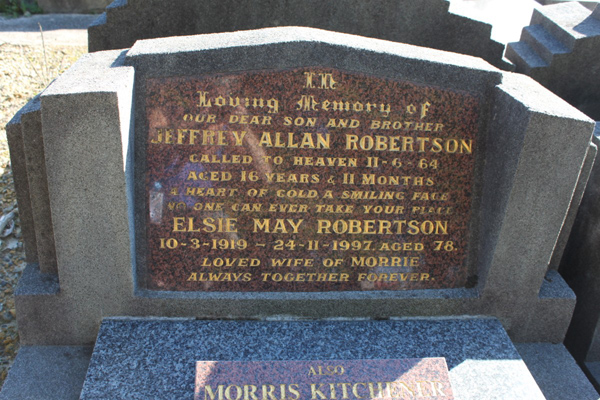 In
Loving Memory of
OUR DEAR SON AND BROTHER
JEFFREY ALLAN ROBERTSON
CALLED TO HEAVEN 11-6-64
AGED 16 YEARS & 11 MONTHS
A HEART OF GOLD, A SMILING FACE
NO ONE CAN EVER TAKE YOUR PLACE
ELSIE MAY ROBERTSON
10-3-1919 - 24-11-1997. AGED 78.
LOVED WIFE OF MORRIE
ALWAYS TOGETHER FOREVER.
ALSO
MORRIS KITCHENER